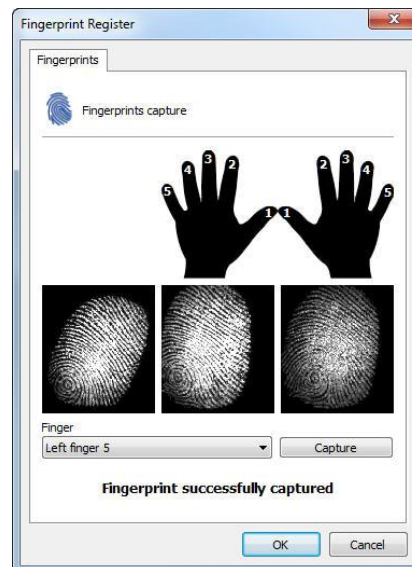 Fingerprint Register
Fingerprints
Fingerprints capture
3 3
4 2 2 4
5 5
1 1
Finger
Left finger 5 Capture
Fingerprint successfully captured
OK Cancel